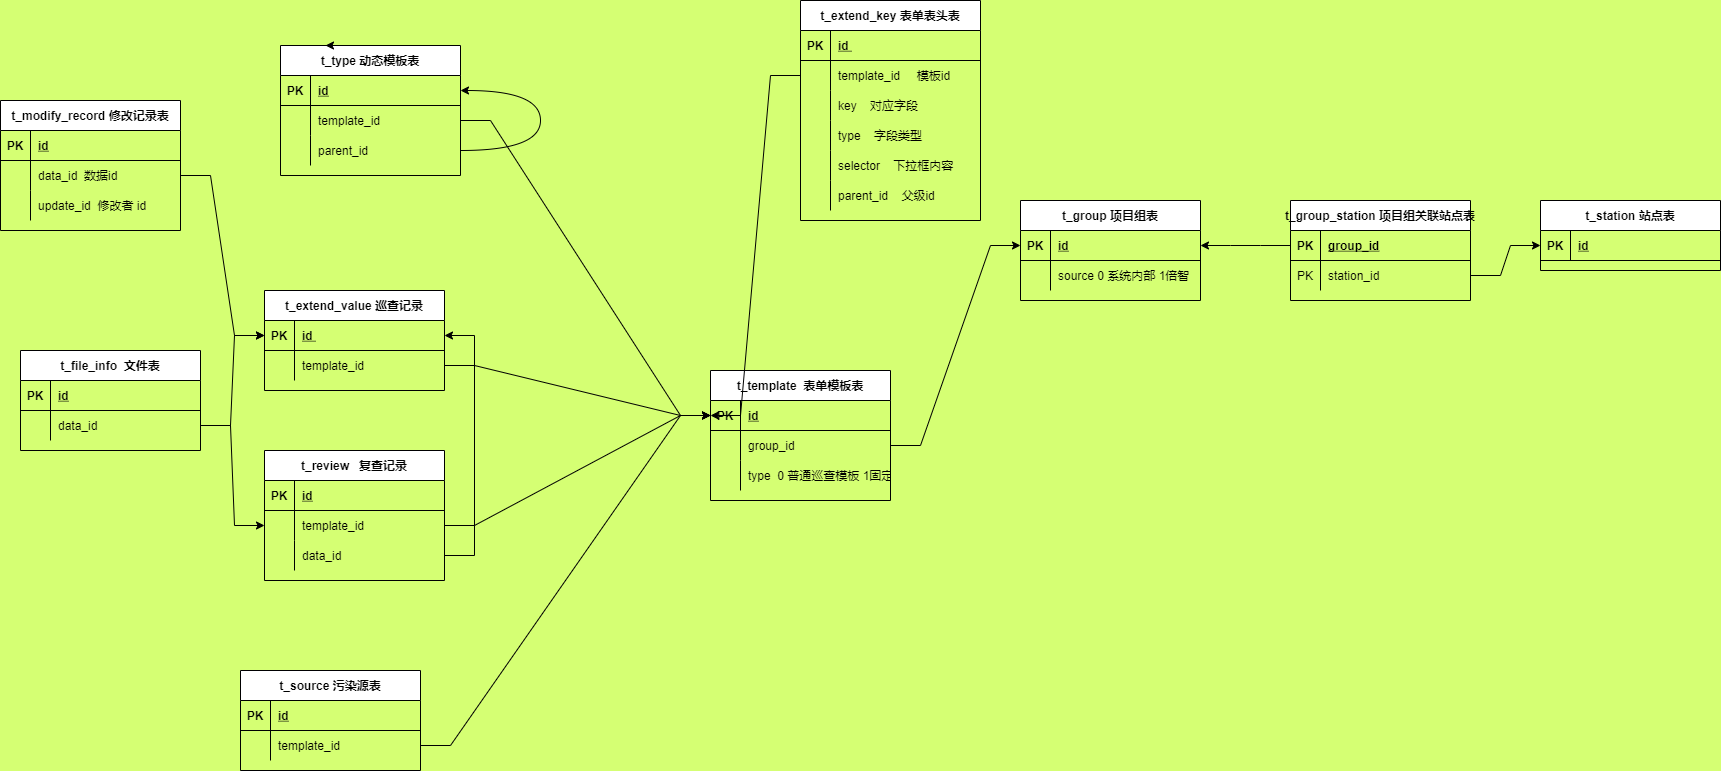 t_extend_key 表单表头表
PK id
template_id 模板id
key 对应字段
type 字段类型
selector 下拉框内容
parent_id 父级id
t_type 动态模板表
PK id
template_id
parent_id
t_modify_record 修改记录表
PK id
data_id 数据id
update_id 修改者 id
t_group 项目组表
PK id
source 0 系统内部 1倍智
t_group_station 项目组关联站点表
PK group_id
PK station_id
t_station 站点表
PK id
t_extend_value 巡查记录
PK id
template_id
t_file_info 文件表
PK id
data_id
t_template 表单模板表
PK id
group_id
type 0 普通巡查模板 1固定
t_review 复查记录
PK id
template_id
data_id
t_source 污染源表
PK id
template_id